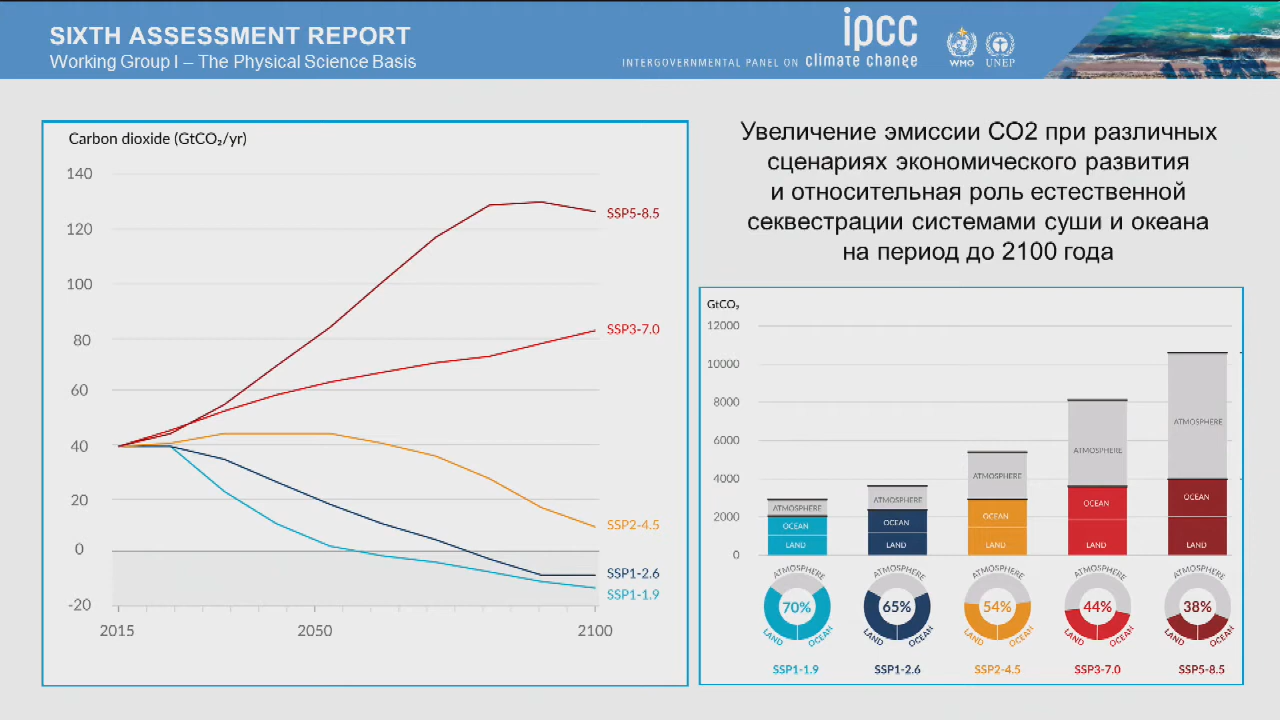 SIXTH ASSESSMENT REPORT
Working Group I – The Physical Science Basis
ipcc
INTERGOVERNMENTAL PANEL ON climate change
WMO
UNEP
Carbon dioxide (GtCO₂/yr)
140
120
100
80
60
40
20
0
-20
2015
2050
2100
SSP5-8.5
SSP3-7.0
SSP2-4.5
SSP1-2.6
SSP1-1.9
Увеличение эмиссии СО2 при различных
сценариях экономического развития
и относительная роль естественной
секвестрации системами суши и океана
на период до 2100 года
GtCO₂
12000
10000
8000
6000
4000
2000
0
ATMOSPHERE
OCEAN
LAND
ATMOSPHERE
OCEAN
LAND
ATMOSPHERE
OCEAN
LAND
ATMOSPHERE
OCEAN
LAND
ATMOSPHERE
OCEAN
LAND
ATMOSPHERE
70%
LAND
OCEAN
SSP1-1.9
ATMOSPHERE
65%
LAND
OCEAN
SSP1-2.6
ATMOSPHERE
54%
LAND
OCEAN
SSP2-4.5
ATMOSPHERE
44%
LAND
OCEAN
SSP3-7.0
ATMOSPHERE
38%
LAND
OCEAN
SSP5-8.5